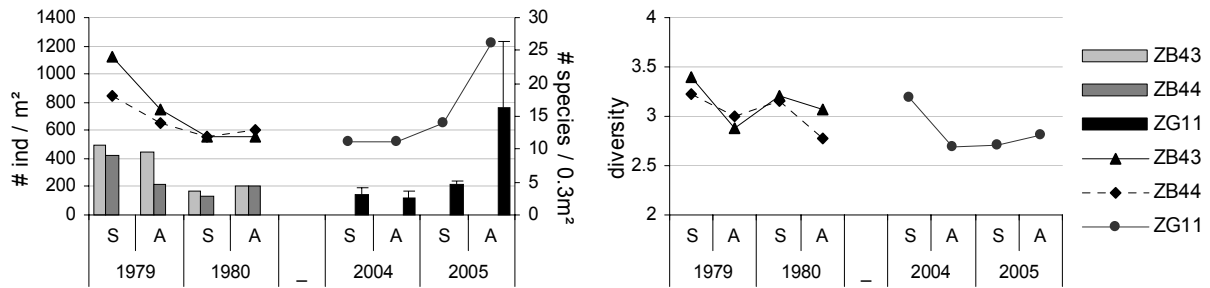 # ind / m²
1400
1200
1000
800
600
400
200
0
30
25
20
15
10
5
0
# species / 0.3m²
S A S A S A S A
1979 1980 _ 2004 2005
diversity
4
3.5
3
2.5
2
S A S A S A S A
1979 1980 _ 2004 2005
ZB43
ZB44
ZG11
ZB43
ZB44
ZG11